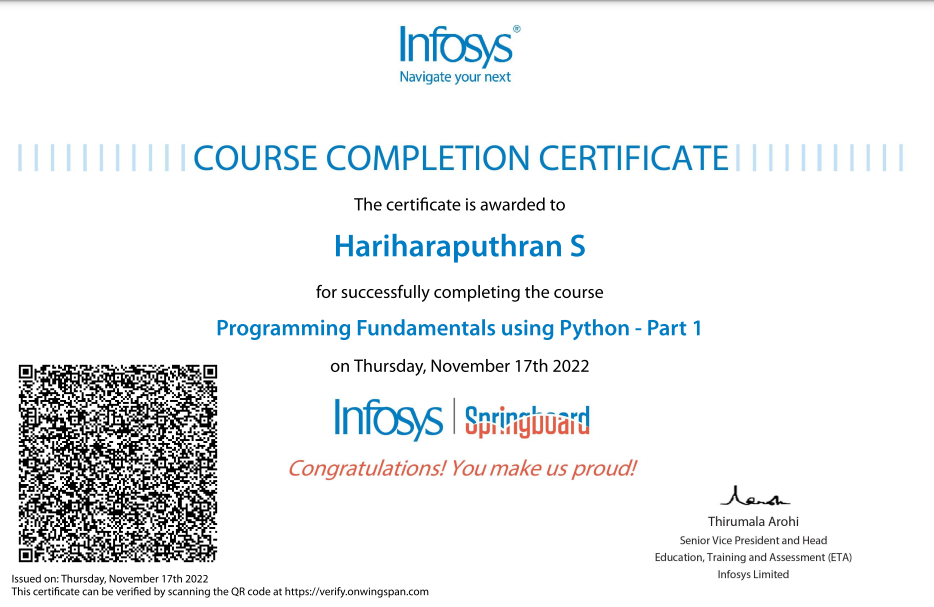 Infosys®
Navigate your next
COURSE COMPLETION CERTIFICATE
The certificate is awarded to
Hariharaputhran S
for successfully completing the course
Programming Fundamentals using Python - Part 1
on Thursday, November 17th 2022
Infosys | Springboard
Congratulations! You make us proud!
Thirumala Arohi
Senior Vice President and Head
Education, Training and Assessment (ETA)
Infosys Limited
Issued on: Thursday, November 17th 2022
This certificate can be verified by scanning the QR code at https://verify.onwingspan.com